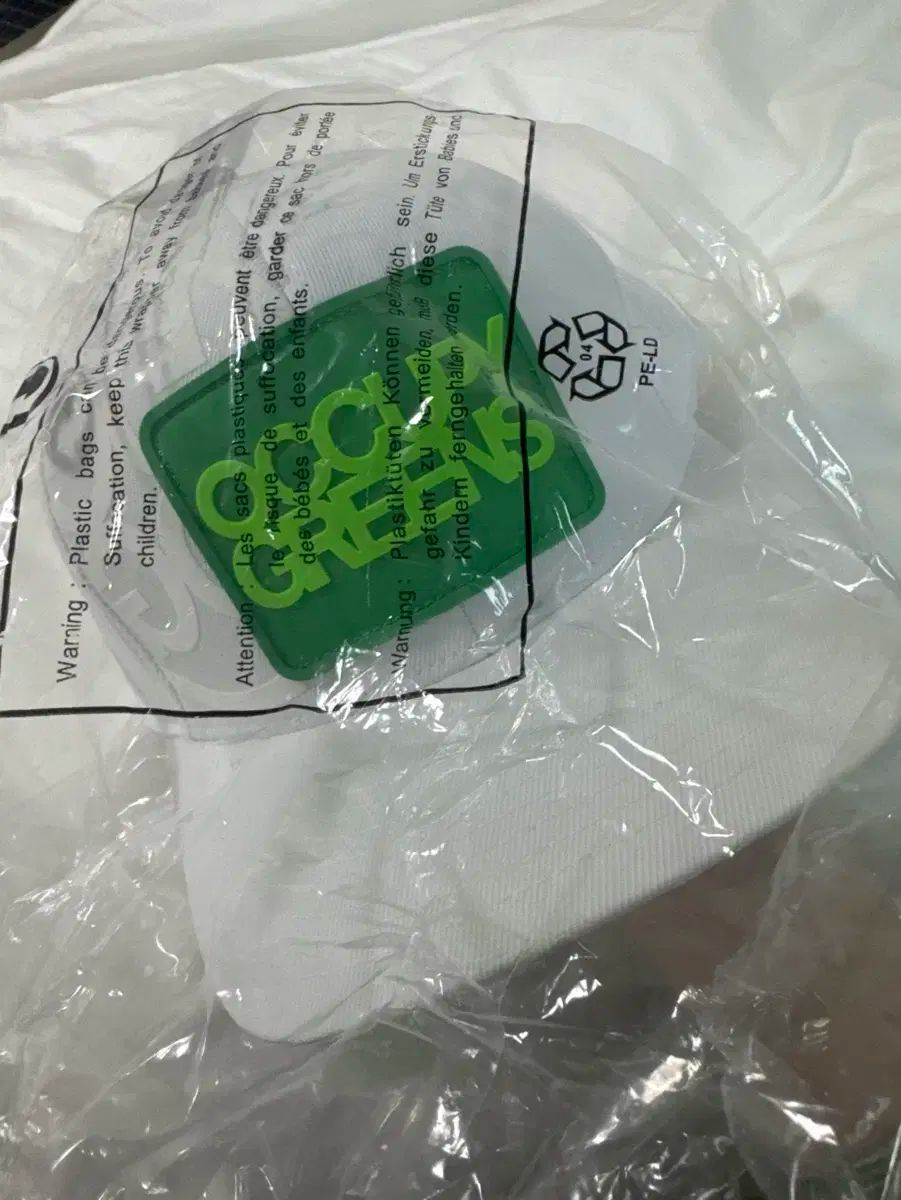 Warning : Plastic bags can be dangerous. To avoid danger of
Suffocation, keep this wrapper away from babies and
children.
Attention : Les sacs plastiques peuvent être dangereux. Pour éviter
le risque de suffocation, garder ce sac hors de portée
des bébés et des enfants.
Warnung : Plastiktüten Können gefährlich sein. Um Erstickungs
gefahr zu vermeiden, muß diese Tüte von Babies und
Kindern ferngehalten werden.
OCCUPY
GREENS
04
PE-LD